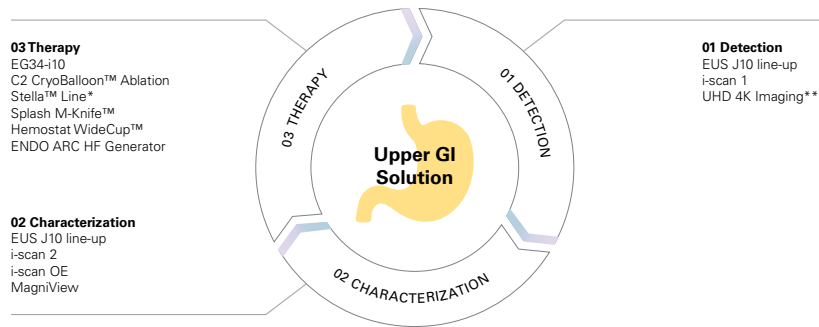 03 Therapy
EG34-i10
C2 CryoBalloon™ Ablation
Stella™ Line*
Splash M-Knife™
Hemostat WideCup™
ENDO ARC HF Generator
02 Characterization
EUS J10 line-up
i-scan 2
i-scan OE
MagniView
03 THERAPY
01 DETECTION
Upper GI
Solution
02 CHARACTERIZATION
01 Detection
EUS J10 line-up
i-scan 1
UHD 4K Imaging**